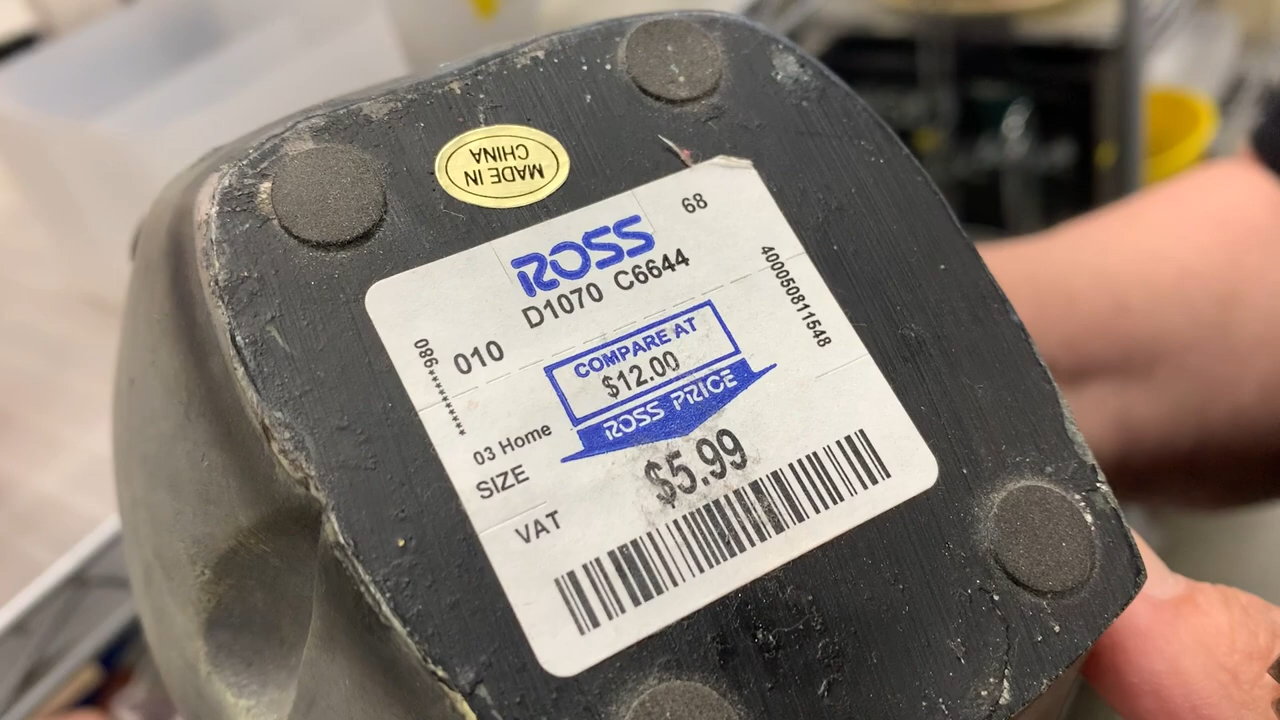 MADE IN
CHINA
68
ROSS
D1070 C6644
400050811548
086********
010
COMPARE AT
$12.00
ROSS PRICE
$5.99
03 Home
SIZE
VAT